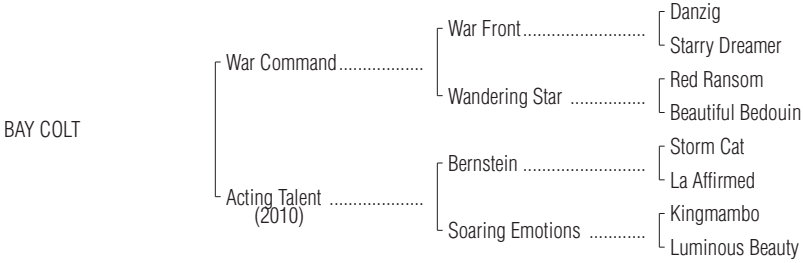 Danzig
War Front........................
Starry Dreamer
War Command.................
Red Ransom
Wandering Star ...............
Beautiful Bedouin
BAY COLT
Storm Cat
Bernstein ........................
La Affirmed
Acting Talent ...................
(2010)
Kingmambo
Soaring Emotions ............
Luminous Beauty